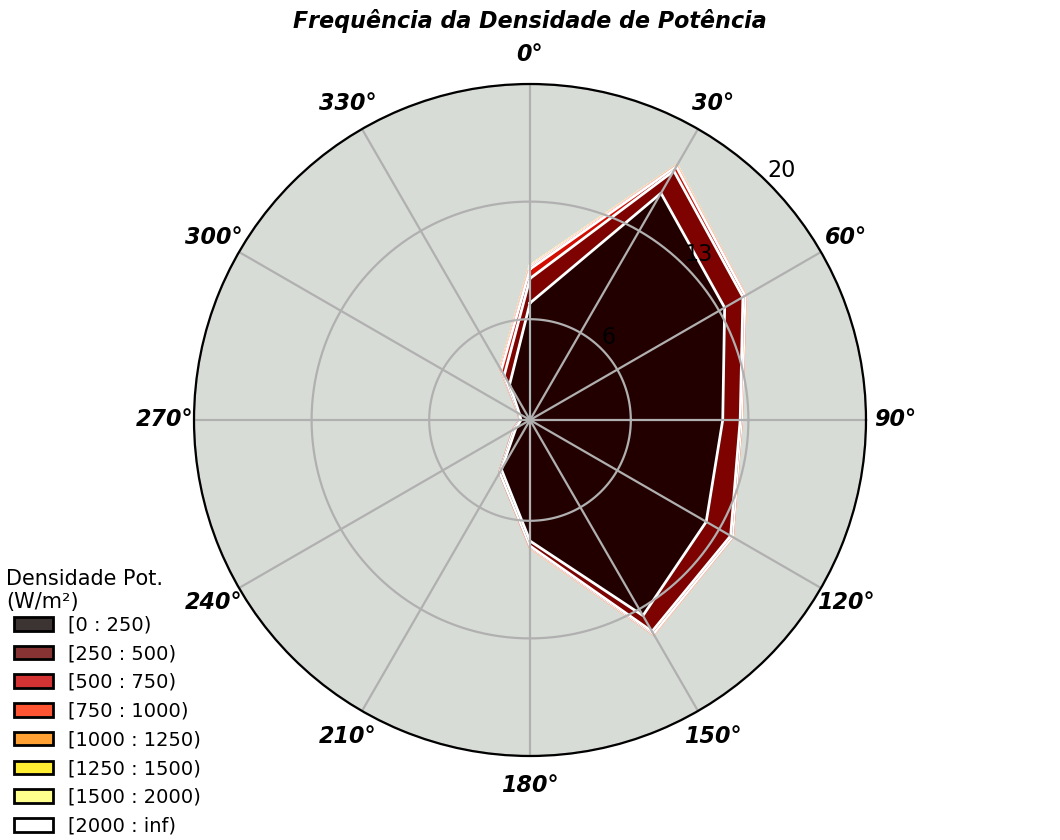 Frequência da Densidade de Potência
0°
330°
30°
20
300°
60°
13
6
270°
90°
240°
120°
210°
150°
180°
Densidade Pot.
(W/m²)
[0 : 250)
[250 : 500)
[500 : 750)
[750 : 1000)
[1000 : 1250)
[1250 : 1500)
[1500 : 2000)
[2000 : inf)